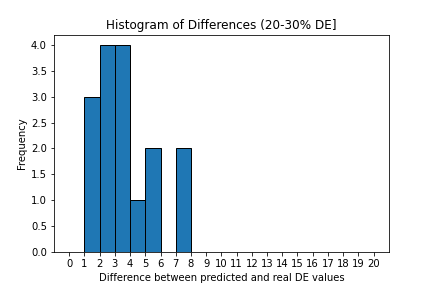 Histogram of Differences (20-30% DE]
4.0
3.5
3.0
2.5
2.0
1.5
1.0
0.5
0.0
Frequency
0 1 2 3 4 5 6 7 8 9 10 11 12 13 14 15 16 17 18 19 20
Difference between predicted and real DE values